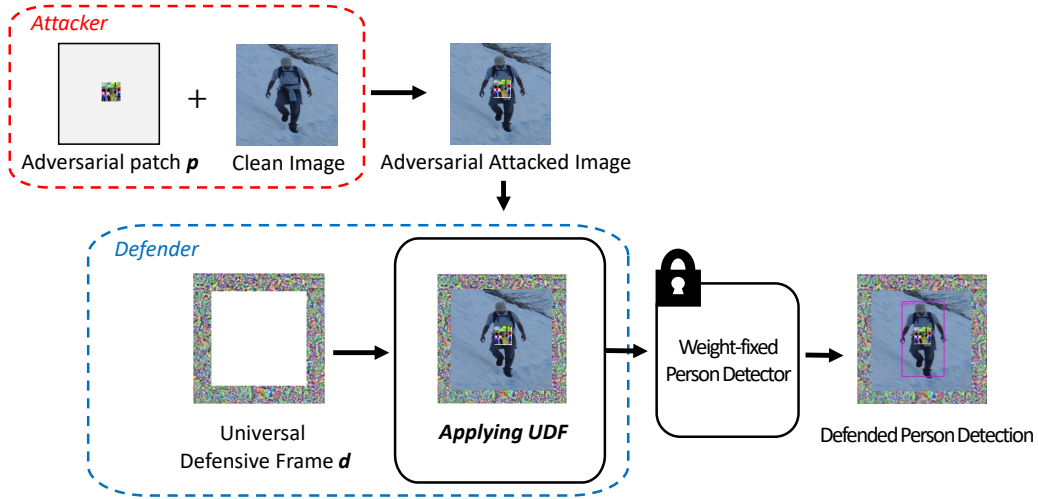 Attacker
+
Adversarial patch p
Clean Image
Adversarial Attacked Image
Defender
Universal
Defensive Frame d
Applying UDF
Weight-fixed
Person Detector
Defended Person Detection